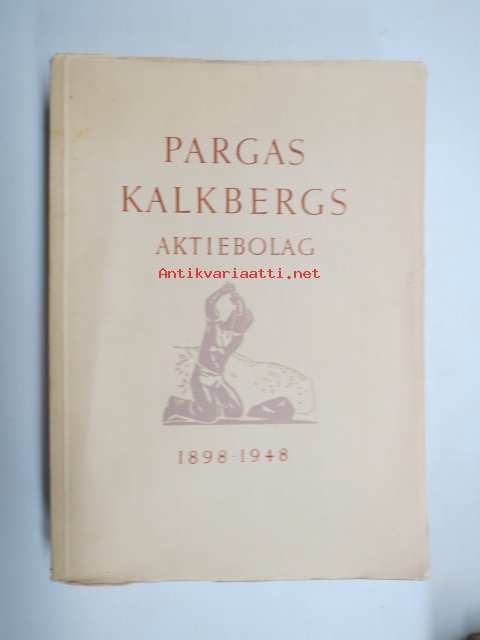 PARGAS
KALKBERGS
AKTIEBOLAG
Antikvariaatti.net
1898-1948